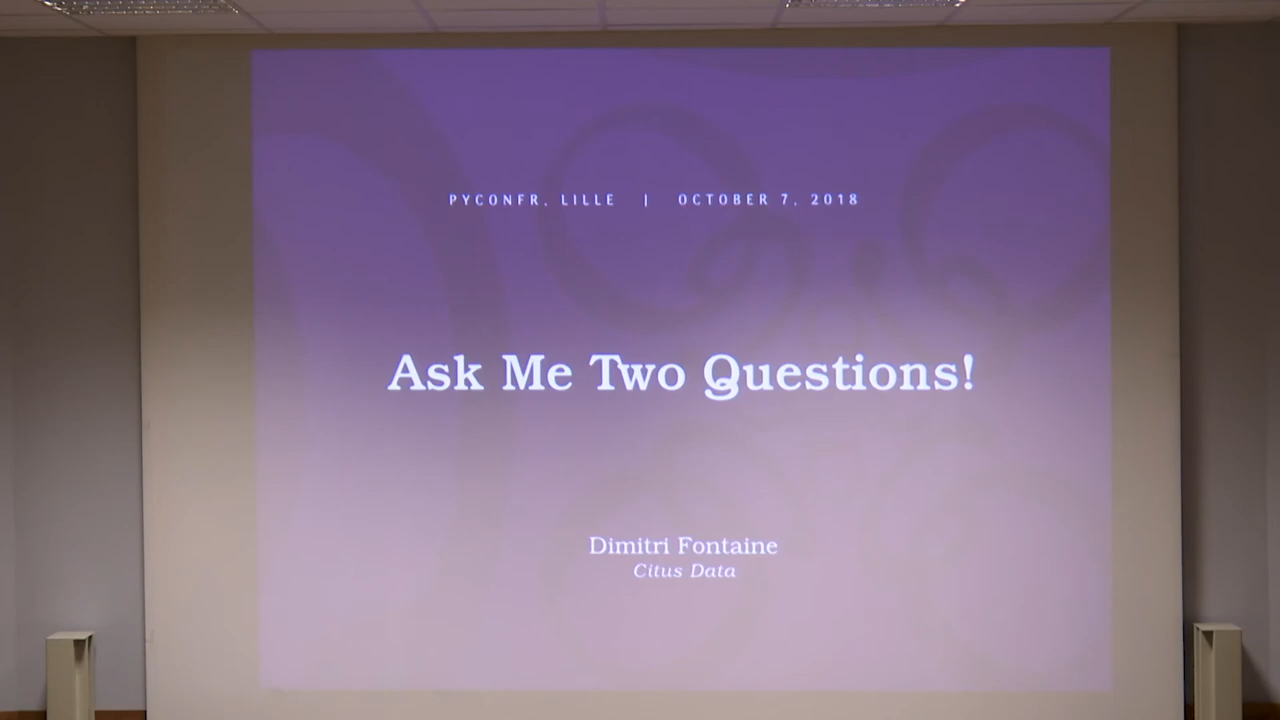 PYCONFR, LILLE | OCTOBER 7, 2018
Ask Me Two Questions!
Dimitri Fontaine
Citus Data